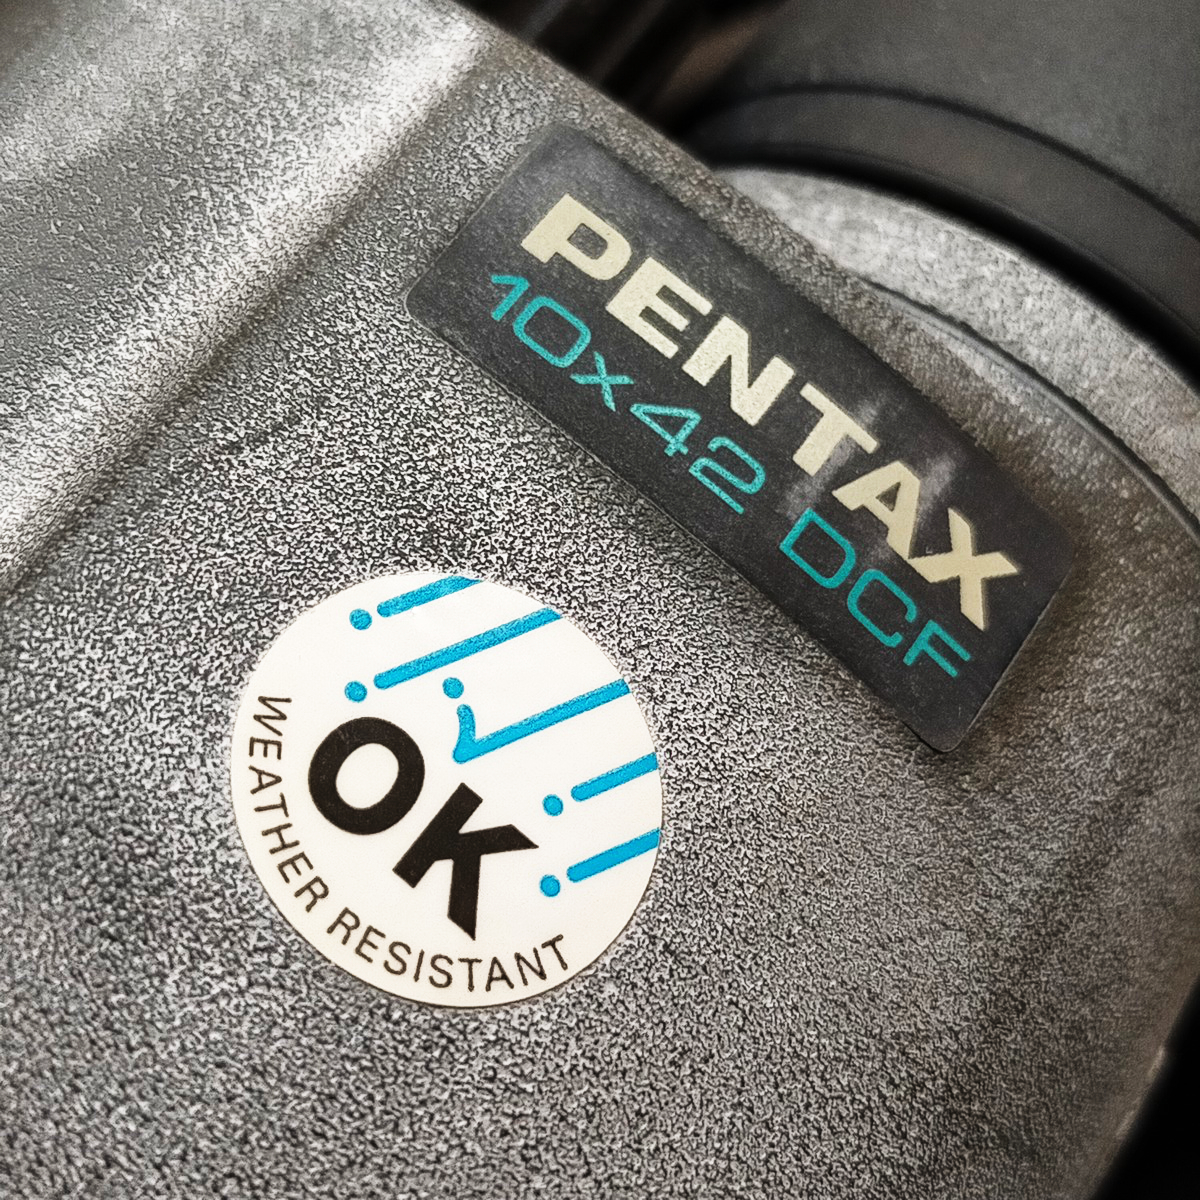 PENTAX
10x42 DCF
OK
WEATHER RESISTANT